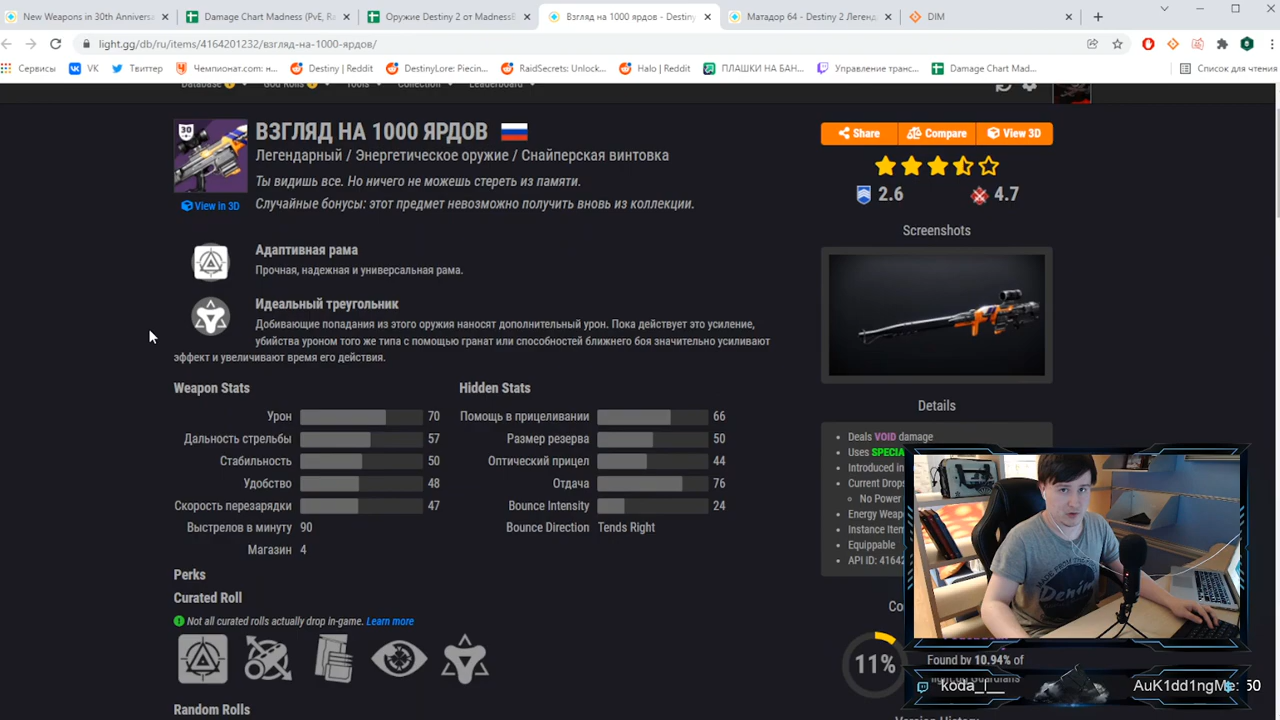 New Weapons in 30th Anniversa
Damage Chart Madness (PvE, R
Оружие Destiny 2 от MadnessB
Взгляд на 1000 ярдов - Destiny
Матадор 64 - Destiny 2 Леген
DIM
light.gg/db/ru/items/4164201232/взгляд-на-1000-ярдов/
Сервисы
VK
Твиттер
Чемпионат.com: н...
Destiny | Reddit
DestinyLore: Piecin...
RaidSecrets: Unlock...
Halo | Reddit
ПЛАШКИ НА БАН...
Управление транс...
Damage Chart Mad...
Список для чтения
Database
God Rolls
Tools
Collection
Leaderboard
30
ВЗГЛЯД НА 1000 ЯРДОВ
Легендарный / Энергетическое оружие / Снайперская винтовка
Ты видишь все. Но ничего не можешь стереть из памяти.
View in 3D
Случайные бонусы: этот предмет невозможно получить вновь из коллекции.
Share
Compare
View 3D
2.6
4.7
Адаптивная рама
Прочная, надежная и универсальная рама.
Идеальный треугольник
Добивающие попадания из этого оружия наносят дополнительный урон. Пока действует это усиление,
убийства уроном того же типа с помощью гранат или способностей ближнего боя значительно усиливают
эффект и увеличивают время его действия.
Weapon Stats
Урон 70
Дальность стрельбы 57
Стабильность 50
Удобство 48
Скорость перезарядки 47
Выстрелов в минуту 90
Магазин 4
Hidden Stats
Помощь в прицеливании 66
Размер резерва 50
Оптический прицел 44
Отдача 76
Bounce Intensity 24
Bounce Direction Tends Right
Perks
Curated Roll
Not all curated rolls actually drop in-game. Learn more
Random Rolls
Screenshots
Details
Deals VOID damage
Uses SPECIA
Introduced in
Current Drops
No Power
Energy Weap
Instance Item
Equippable
API ID: 41642
Co
11%
Found by 10.94% of
koda_l__
AuK1dd1ngMe: 50